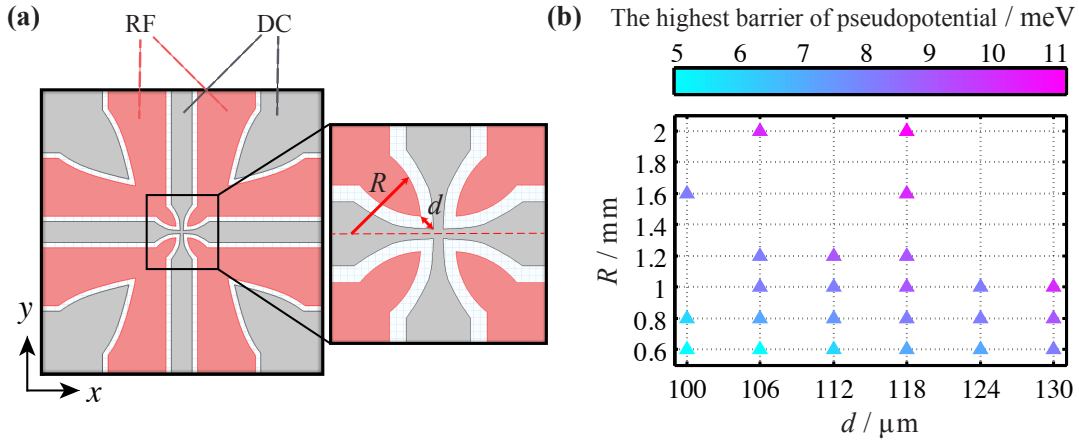 (a)
RF
DC
R
d
y
x
(b)
The highest barrier of pseudopotential / meV
5 6 7 8 9 10 11
R / mm
2
1.8
1.6
1.4
1.2
1
0.8
0.6
100 106 112 118 124 130
d / μm